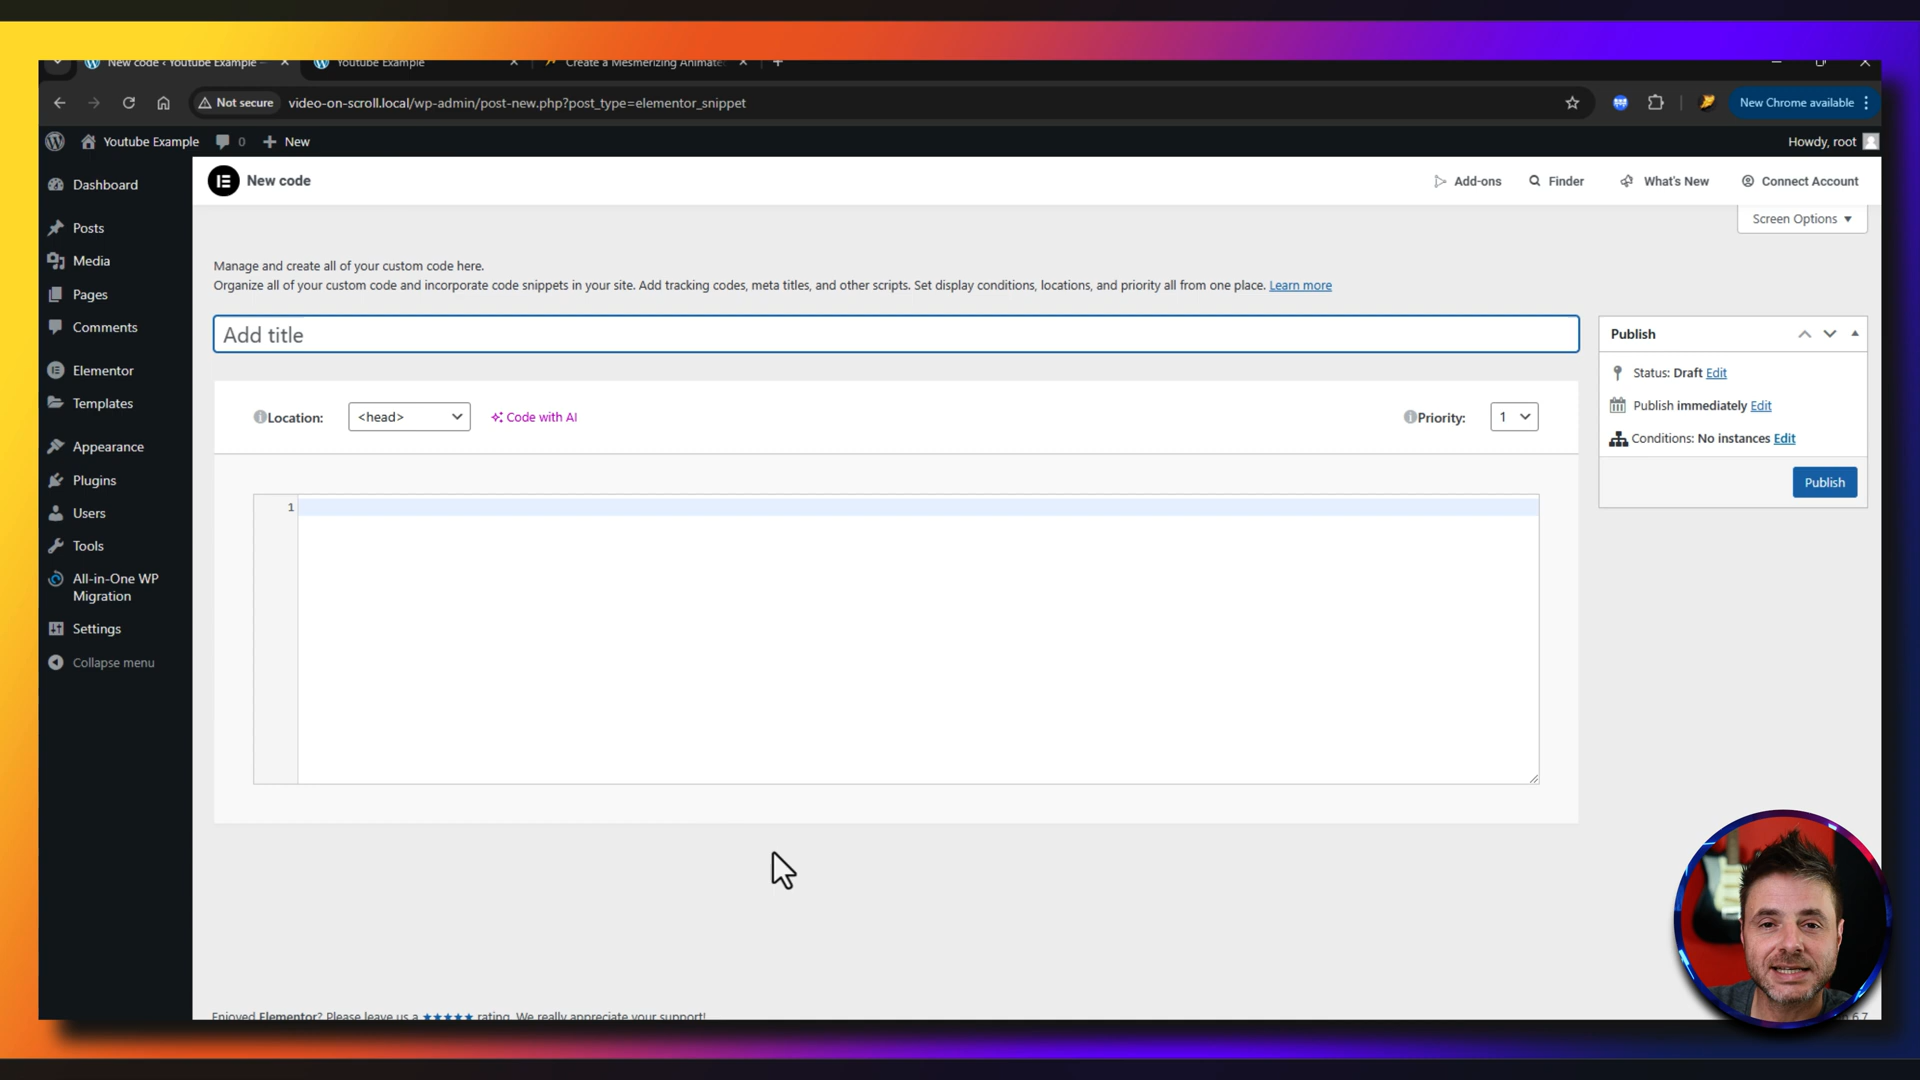 New code ‹ Youtube Example –
Youtube Example
Create a Mesmerizing Animate
Not secure
video-on-scroll.local/wp-admin/post-new.php?post_type=elementor_snippet
New Chrome available
Youtube Example
0
New
Howdy, root
Dashboard
Posts
Media
Pages
Comments
Elementor
Templates
Appearance
Plugins
Users
Tools
All-in-One WP
Migration
Settings
Collapse menu
New code
Add-ons
Finder
What's New
Connect Account
Screen Options
Manage and create all of your custom code here.
Organize all of your custom code and incorporate code snippets in your site. Add tracking codes, meta titles, and other scripts. Set display conditions, locations, and priority all from one place. Learn more
Add title
Location:
<head>
Code with AI
Priority:
1
1
Publish
Status: Draft Edit
Publish immediately Edit
Conditions: No instances Edit
Publish
Enjoyed Elementor? Please leave us a ★★★★★ rating. We really appreciate your support!
6.7